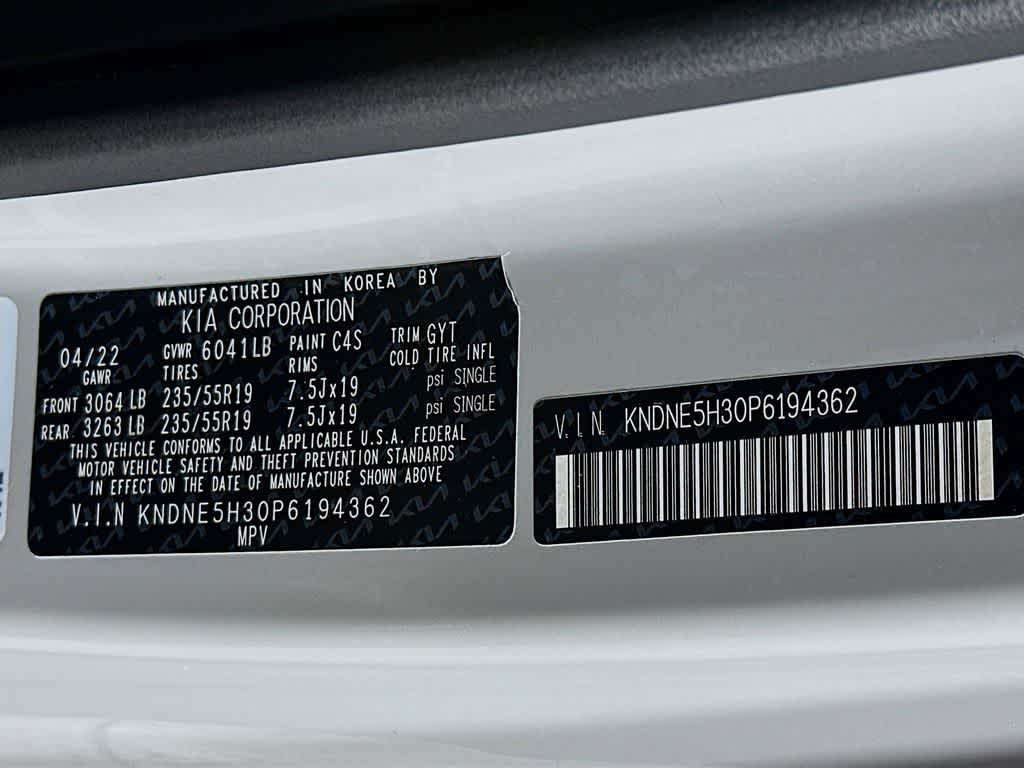 MANUFACTURED IN KOREA BY
KIA CORPORATION
04/22 GVWR 6041LB PAINT C4S TRIM GYT
GAWR TIRES RIMS COLD TIRE INFL
FRONT 3064 LB 235/55R19 7.5Jx19 psi SINGLE
REAR 3263 LB 235/55R19 7.5Jx19 psi SINGLE
THIS VEHICLE CONFORMS TO ALL APPLICABLE U.S.A. FEDERAL
MOTOR VEHICLE SAFETY AND THEFT PREVENTION STANDARDS
IN EFFECT ON THE DATE OF MANUFACTURE SHOWN ABOVE
V.I.N KNDNE5H30P6194362
MPV
V.I.N. KNDNE5H30P6194362